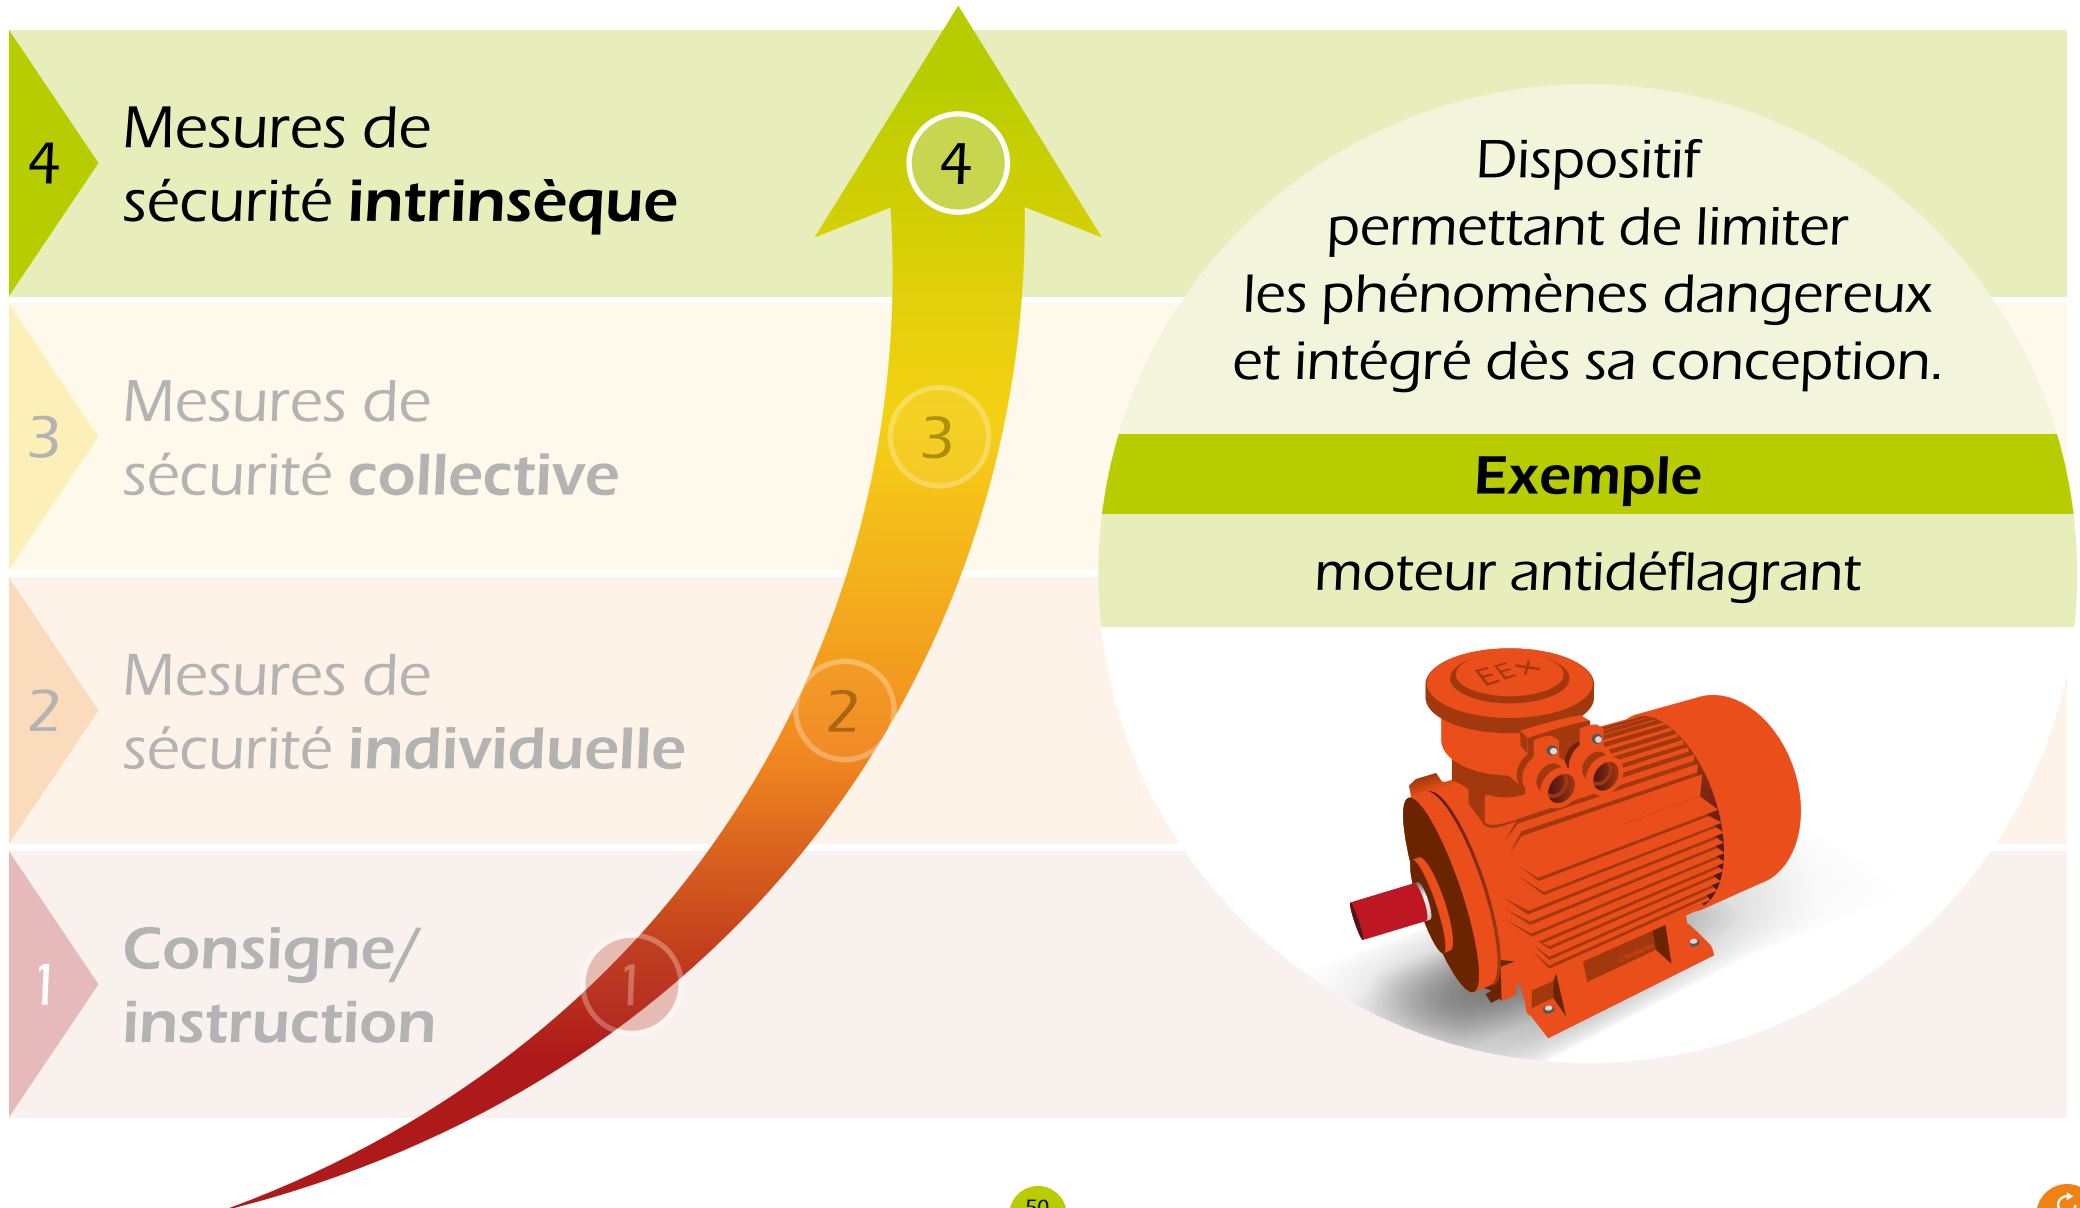 4
Mesures de
sécurité intrinsèque
3
Mesures de
sécurité collective
2
Mesures de
sécurité individuelle
1
Consigne/
instruction
4
3
2
1
Dispositif
permettant de limiter
les phénomènes dangereux
et intégré dès sa conception.
Exemple
moteur antidéflagrant
EEX
50